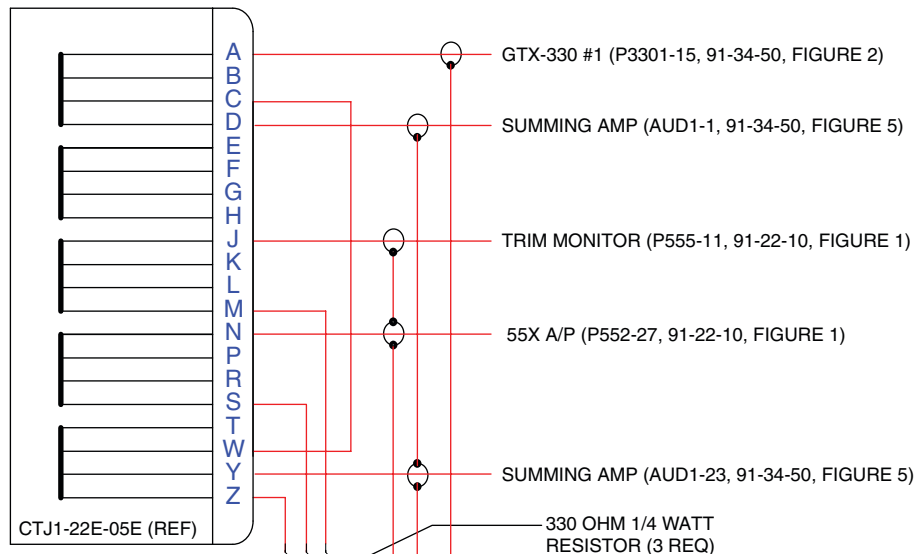 A
GTX-330 #1 (P3301-15, 91-34-50, FIGURE 2)
B
C
D
SUMMING AMP (AUD1-1, 91-34-50, FIGURE 5)
E
F
G
H
J
TRIM MONITOR (P555-11, 91-22-10, FIGURE 1)
K
L
M
N
55X A/P (P552-27, 91-22-10, FIGURE 1)
P
R
S
T
W
Y
SUMMING AMP (AUD1-23, 91-34-50, FIGURE 5)
Z
CTJ1-22E-05E (REF)
330 OHM 1/4 WATT
RESISTOR (3 REQ)